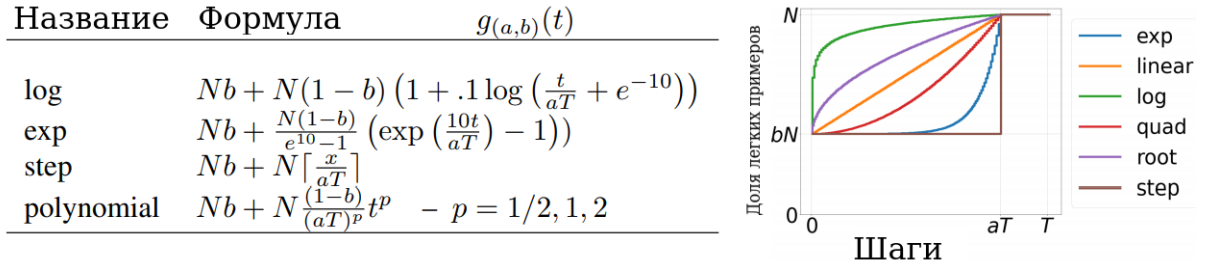 Название Формула g_{(a,b)}(t)
log Nb + N(1 − b) (1 + .1 log (t/aT + e^{−10}))
exp Nb + N(1−b)/e^{10}−1 (exp (10t/aT) − 1))
step Nb + N⌈x/aT⌉
polynomial Nb + N (1−b)/(aT)^p t^p – p = 1/2, 1, 2
Доля легких примеров
N
bN
0
0 aT T
Шаги
exp
linear
log
quad
root
step